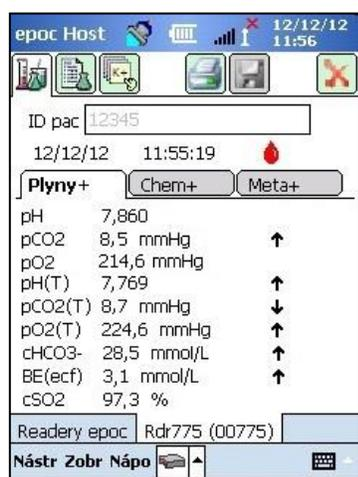 epoc Host 12/12/12
11:56
K+
ID pac 12345
12/12/12 11:55:19
Plyny+ Chem+ Meta+
pH 7,860
pCO2 8,5 mmHg ↑
pO2 214,6 mmHg
pH(T) 7,769 ↑
pCO2(T) 8,7 mmHg ↓
pO2(T) 224,6 mmHg ↑
cHCO3- 28,5 mmol/L ↑
BE(ecf) 3,1 mmol/L ↑
cSO2 97,3 %
Readery epoc Rdr775 (00775)
Nástr Zobr Nápo